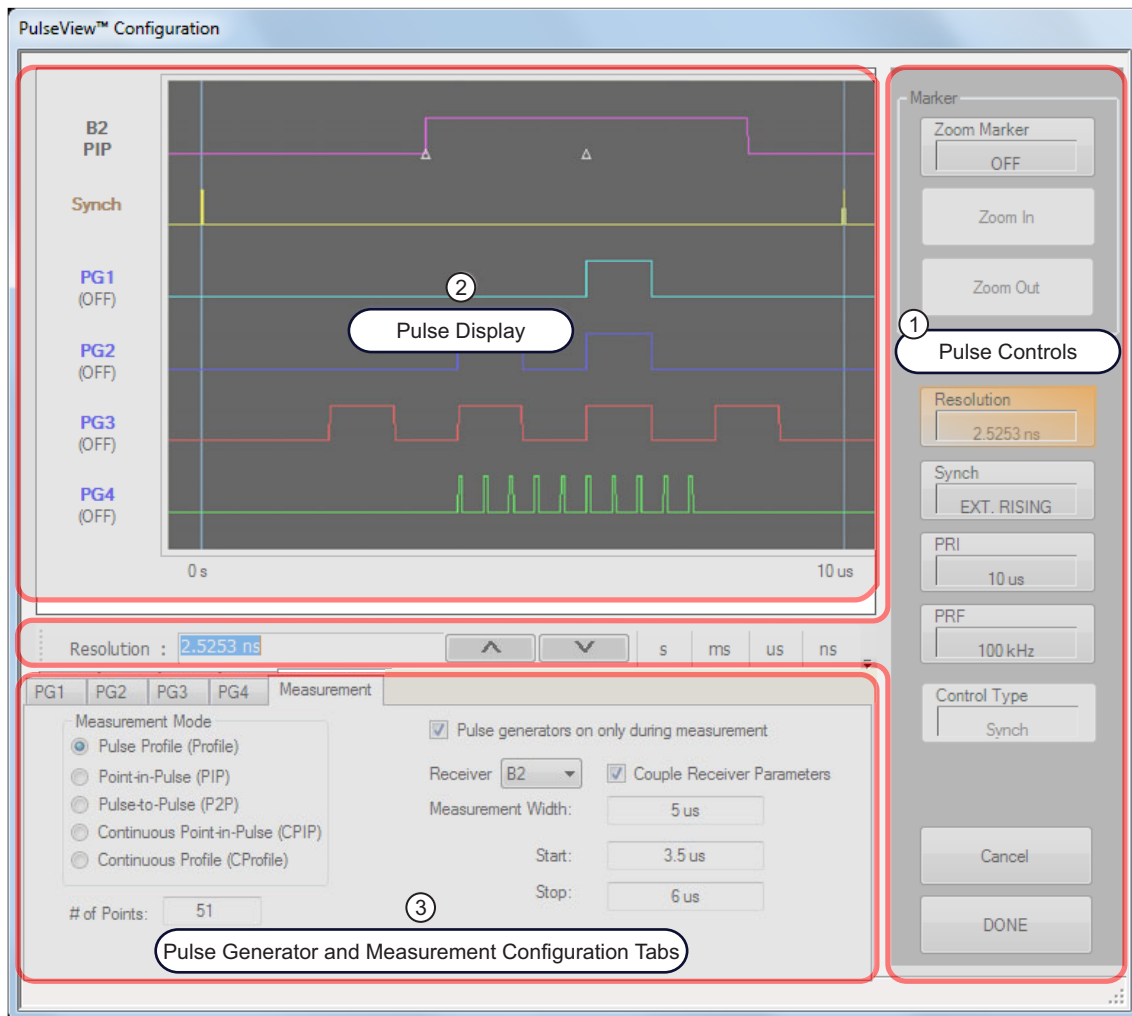 PulseView™ Configuration
B2
PIP
Synch
PG1
(OFF)
PG2
(OFF)
PG3
(OFF)
PG4
(OFF)
2
Pulse Display
0 s
10 us
Marker
Zoom Marker
OFF
Zoom In
Zoom Out
1
Pulse Controls
Resolution
2.5253 ns
Synch
EXT. RISING
PRI
10 us
PRF
100 kHz
Control Type
Synch
Cancel
DONE
Resolution : 2.5253 ns
s ms us ns
PG1 PG2 PG3 PG4 Measurement
Measurement Mode
Pulse Profile (Profile)
Point-in-Pulse (PIP)
Pulse-to-Pulse (P2P)
Continuous Point-in-Pulse (CPIP)
Continuous Profile (CProfile)
# of Points: 51
Pulse generators on only during measurement
Receiver B2 Couple Receiver Parameters
Measurement Width: 5 us
Start: 3.5 us
Stop: 6 us
3
Pulse Generator and Measurement Configuration Tabs